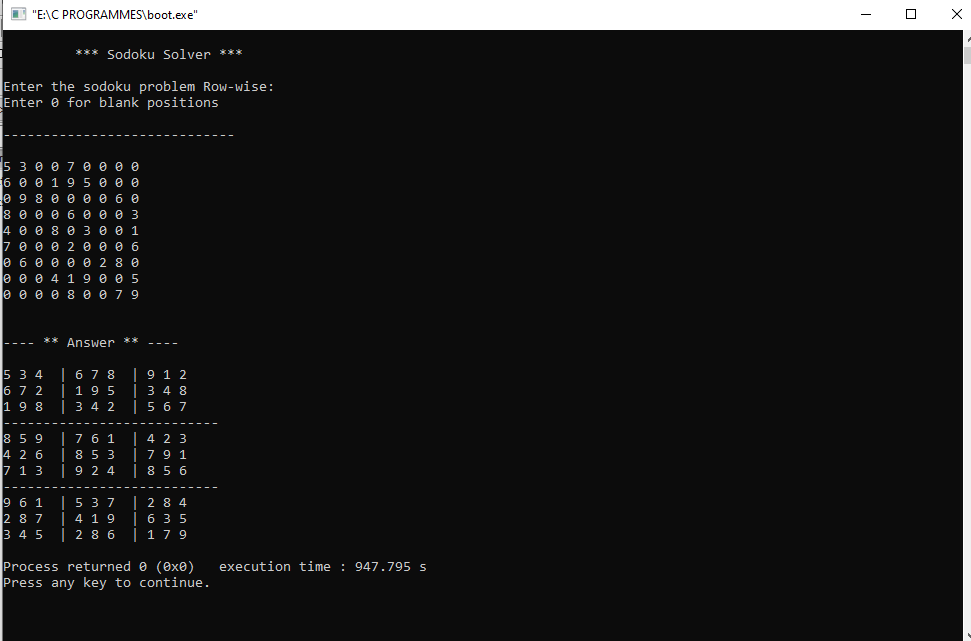 "E:\C PROGRAMMES\boot.exe"
*** Sodoku Solver ***
Enter the sodoku problem Row-wise:
Enter 0 for blank positions
-----------------------------
5 3 0 0 7 0 0 0 0
6 0 0 1 9 5 0 0 0
0 9 8 0 0 0 0 6 0
8 0 0 0 6 0 0 0 3
4 0 0 8 0 3 0 0 1
7 0 0 0 2 0 0 0 6
0 6 0 0 0 0 2 8 0
0 0 0 4 1 9 0 0 5
0 0 0 0 8 0 0 7 9
---- ** Answer ** ----
5 3 4  | 6 7 8  | 9 1 2
6 7 2  | 1 9 5  | 3 4 8
1 9 8  | 3 4 2  | 5 6 7
---------------------------
8 5 9  | 7 6 1  | 4 2 3
4 2 6  | 8 5 3  | 7 9 1
7 1 3  | 9 2 4  | 8 5 6
---------------------------
9 6 1  | 5 3 7  | 2 8 4
2 8 7  | 4 1 9  | 6 3 5
3 4 5  | 2 8 6  | 1 7 9
Process returned 0 (0x0)   execution time : 947.795 s
Press any key to continue.